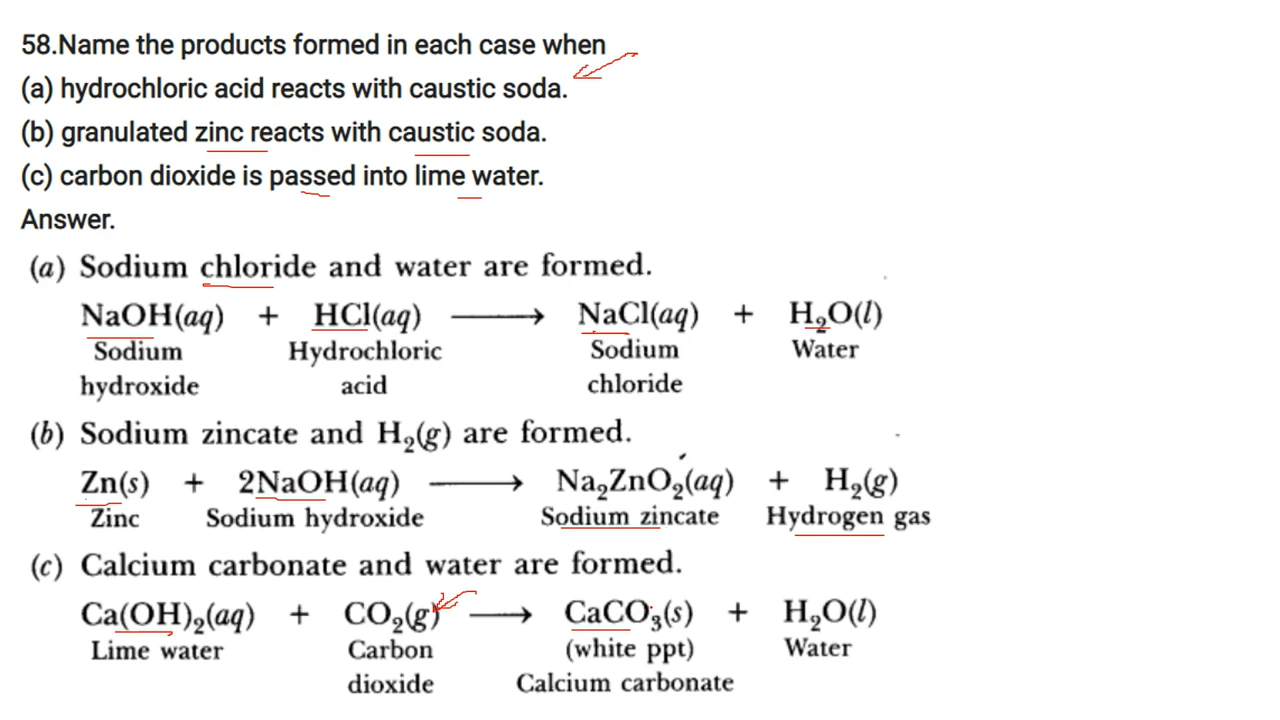 58.Name the products formed in each case when
(a) hydrochloric acid reacts with caustic soda.
(b) granulated zinc reacts with caustic soda.
(c) carbon dioxide is passed into lime water.
Answer.
(a) Sodium chloride and water are formed.
NaOH(aq) + HCl(aq) ⟶ NaCl(aq) + H₂O(l)
Sodium Hydrochloric Sodium Water
hydroxide acid chloride
(b) Sodium zincate and H₂(g) are formed.
Zn(s) + 2NaOH(aq) ⟶ Na₂ZnO₂(aq) + H₂(g)
Zinc Sodium hydroxide Sodium zincate Hydrogen gas
(c) Calcium carbonate and water are formed.
Ca(OH)₂(aq) + CO₂(g) ⟶ CaCO₃(s) + H₂O(l)
Lime water Carbon (white ppt) Water
dioxide Calcium carbonate